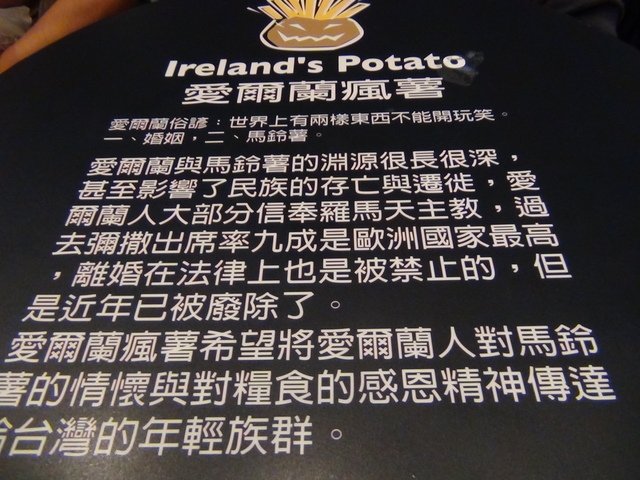 Ireland's Potato
愛爾蘭瘋薯
愛爾蘭俗諺：世界上有兩樣東西不能開玩笑。
一、婚姻，二、馬鈴薯。
愛爾蘭與馬鈴薯的淵源很長很深，
甚至影響了民族的存亡與遷徙，愛
爾蘭人大部分信奉羅馬天主教，過
去彌撒出席率九成是歐洲國家最高
，離婚在法律上也是被禁止的，但
是近年已被廢除了。
愛爾蘭瘋薯希望將愛爾蘭人對馬鈴
薯的情懷與對糧食的感恩精神傳達
給台灣的年輕族群。